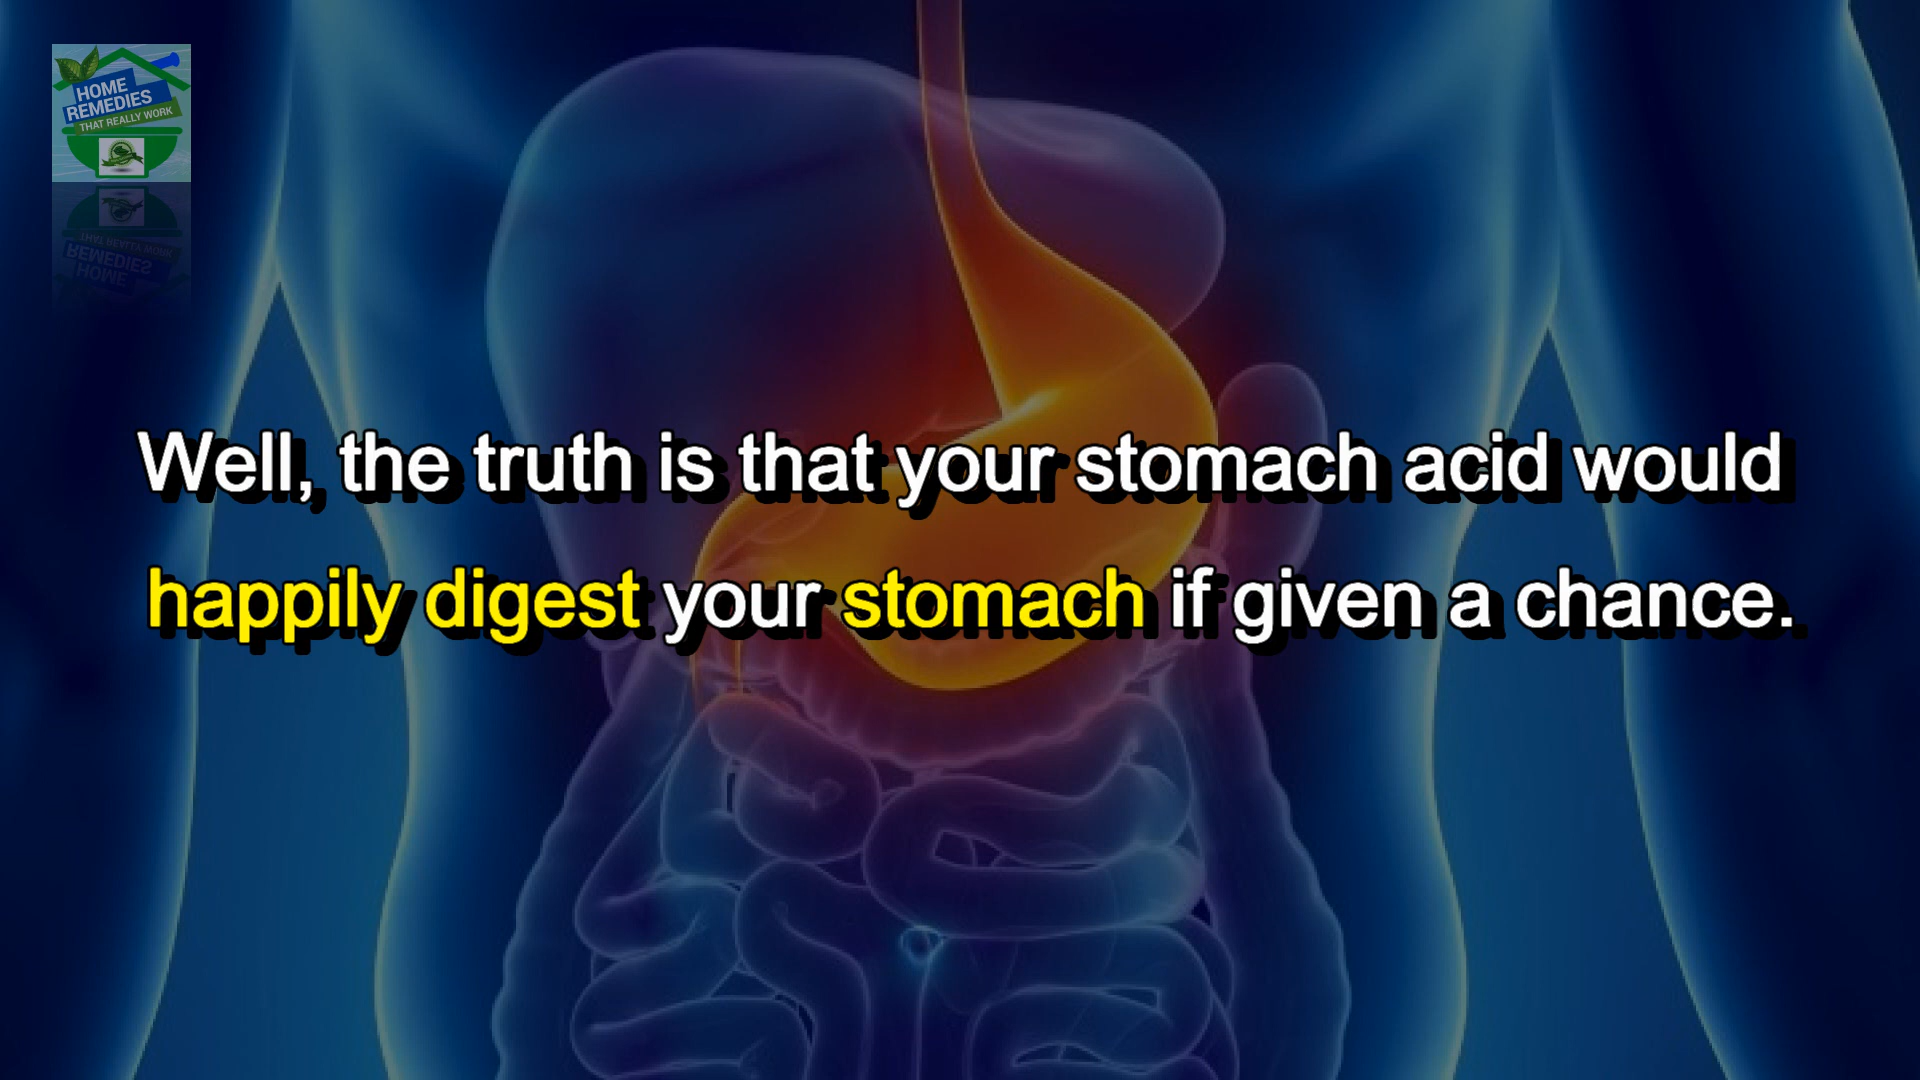 HOME
REMEDIES
THAT REALLY WORK
Well, the truth is that your stomach acid would
happily digest your stomach if given a chance.